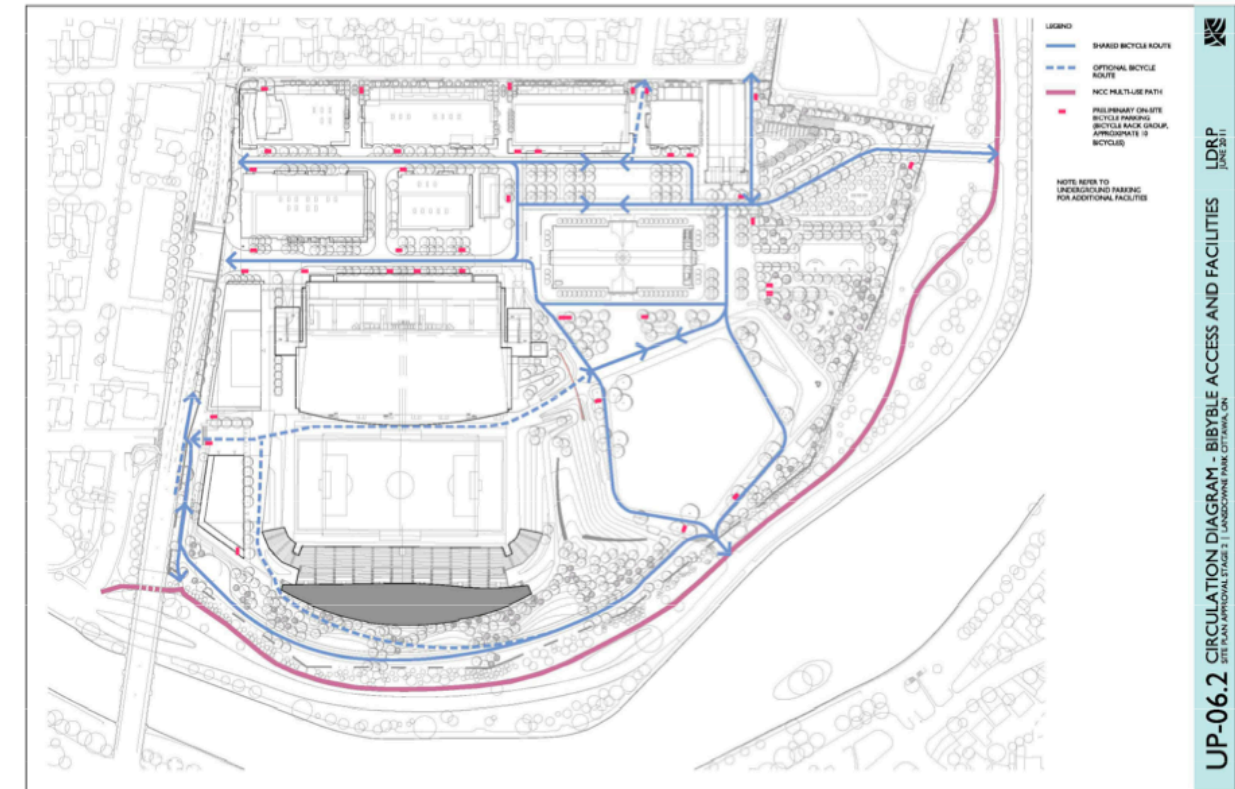 LEGEND
SHARED BICYCLE ROUTE
OPTIONAL BICYCLE
ROUTE
NCC MULTI-USE PATH
PRELIMINARY ON-SITE
BICYCLE PARKING
(BICYCLE RACK GROUP,
APPROXIMATE 10
BICYCLES)
NOTE: REFER TO
UNDERGROUND PARKING
FOR ADDITIONAL FACILITIES
UP-06.2 CIRCULATION DIAGRAM - BIBYBLE ACCESS AND FACILITIES LDRP
SITE PLAN APPROVAL STAGE 2 | LANSDOWNE PARK OTTAWA, ON JUNE 2011